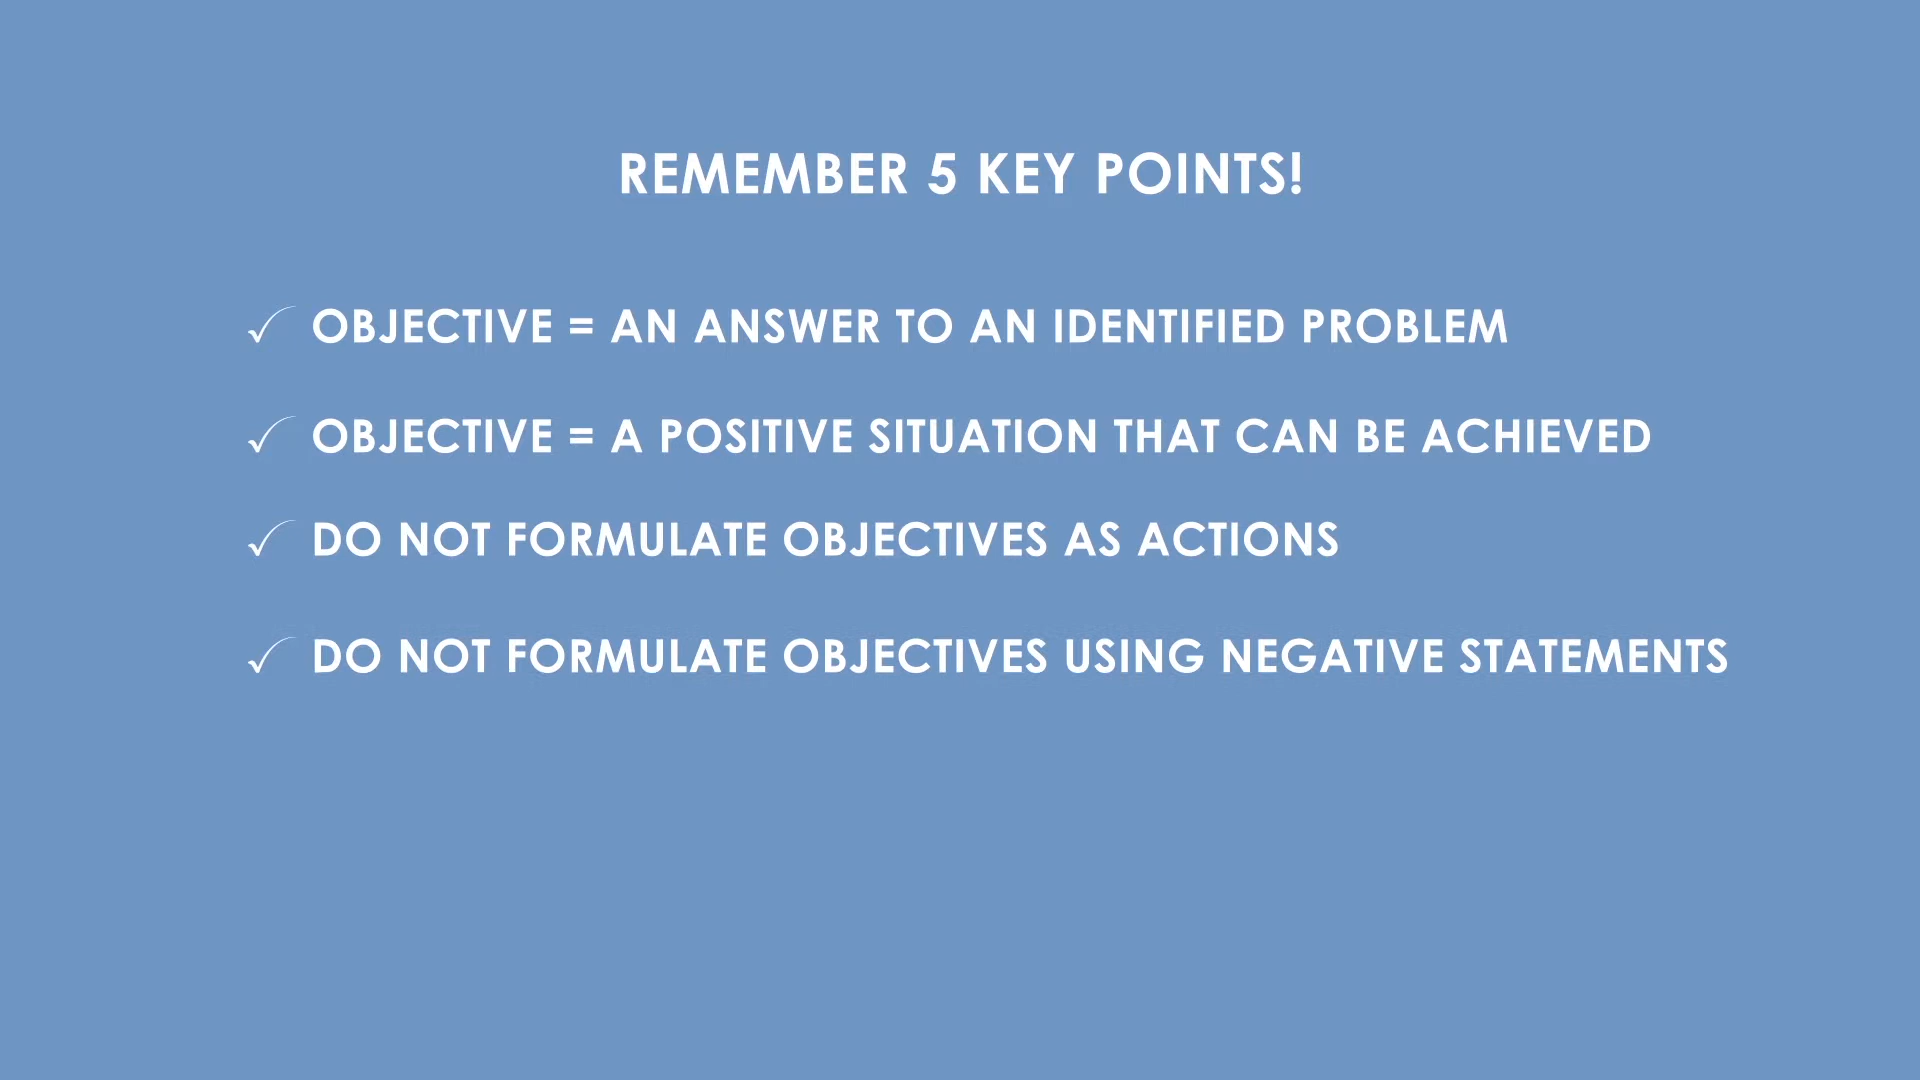 REMEMBER 5 KEY POINTS!
✓ OBJECTIVE = AN ANSWER TO AN IDENTIFIED PROBLEM
✓ OBJECTIVE = A POSITIVE SITUATION THAT CAN BE ACHIEVED
✓ DO NOT FORMULATE OBJECTIVES AS ACTIONS
✓ DO NOT FORMULATE OBJECTIVES USING NEGATIVE STATEMENTS